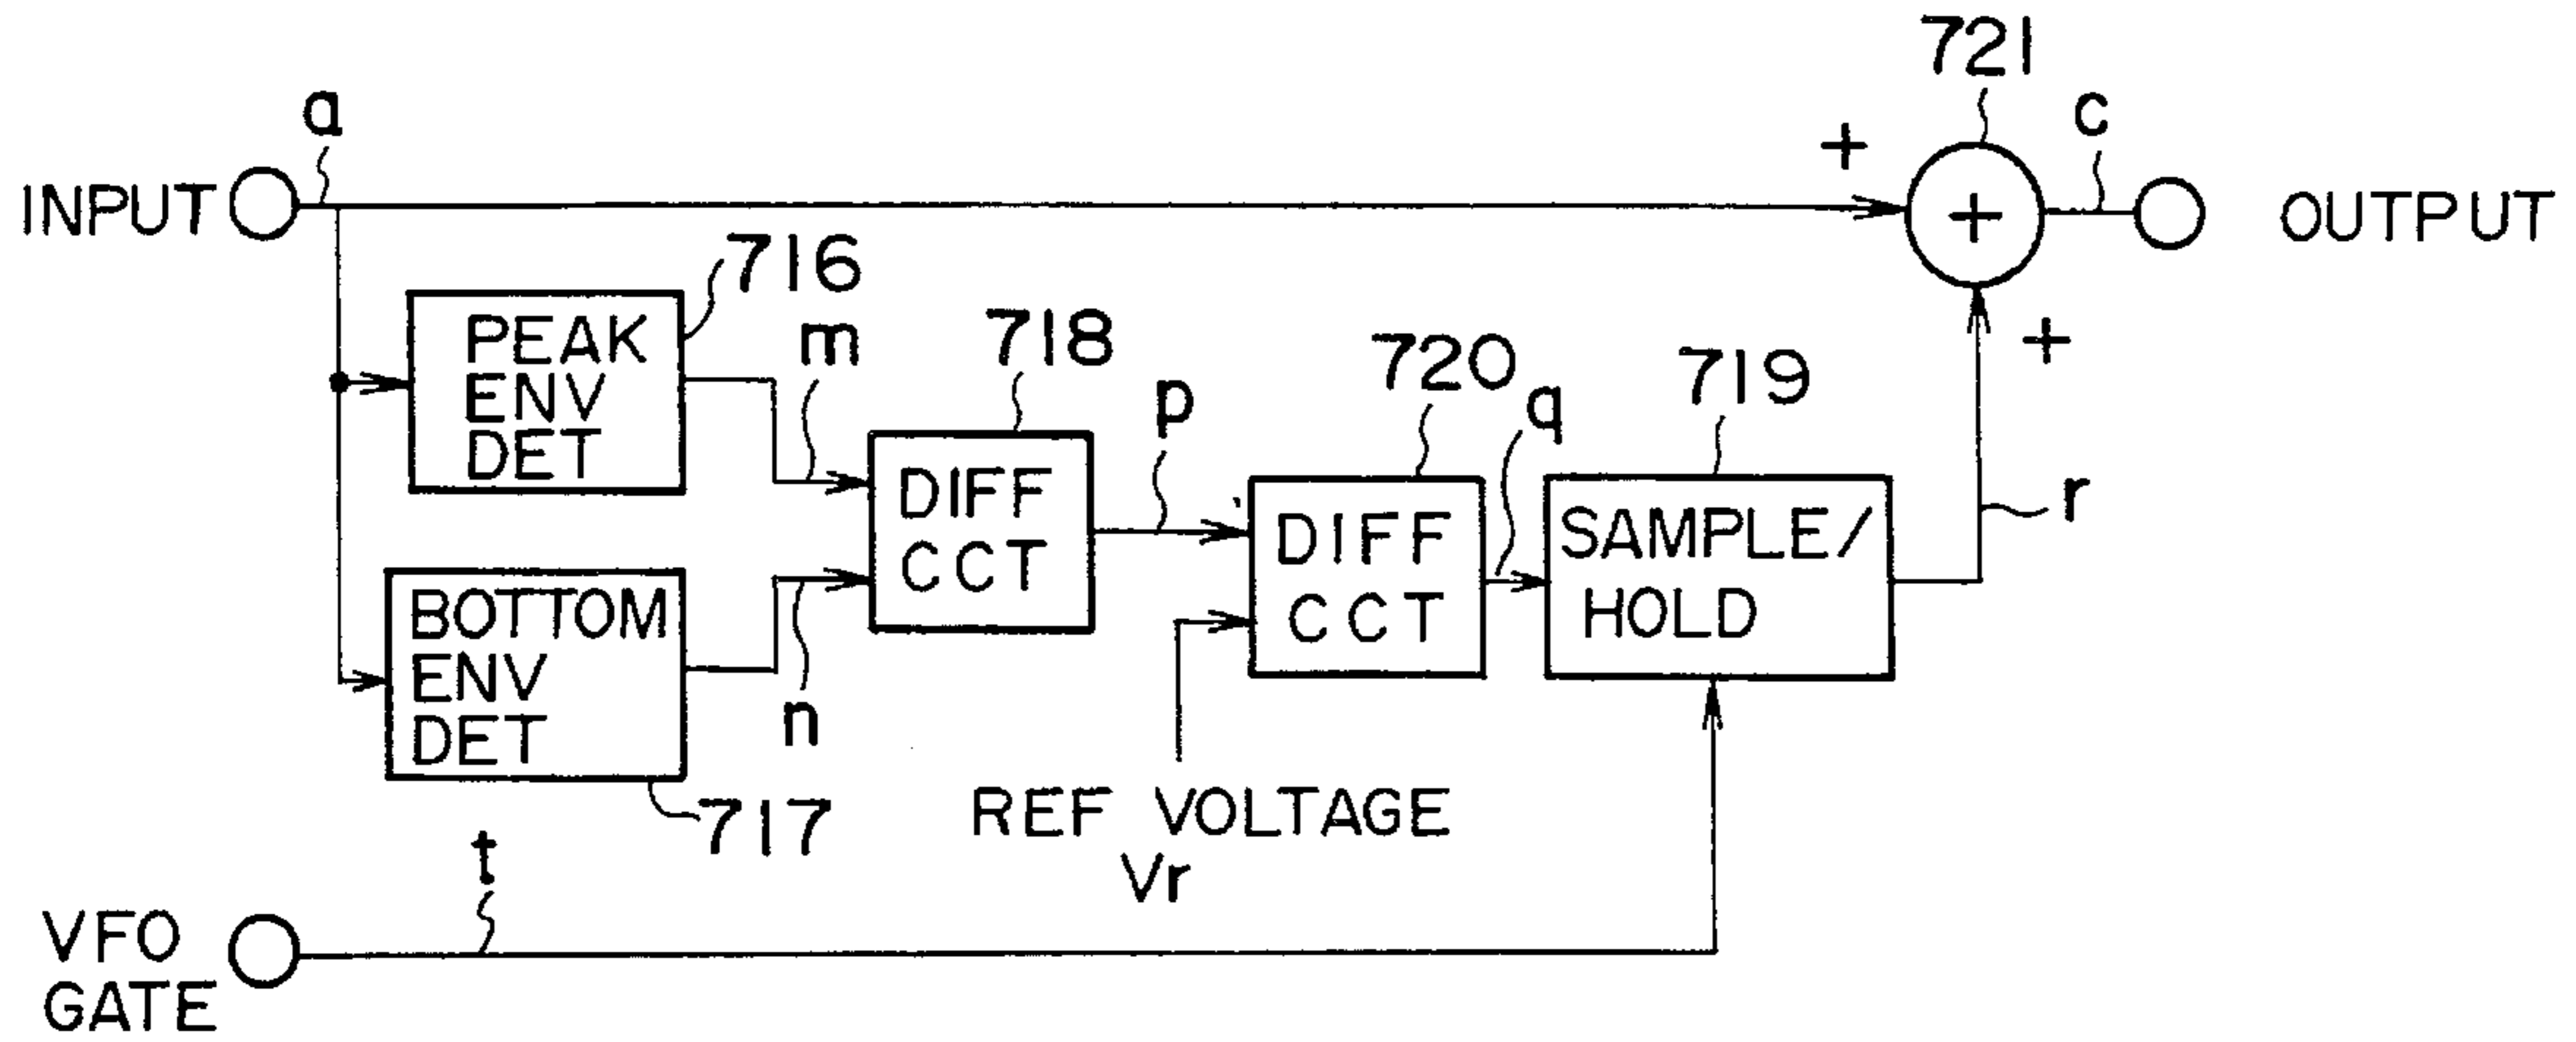 721
a
c
+
INPUT
+
OUTPUT
716
PEAK
ENV
DET
m
718
720
719
p
q
+
DIFF
CCT
DIFF
CCT
SAMPLE/
HOLD
r
BOTTOM
ENV
DET
n
717
REF VOLTAGE
Vr
t
VFO
GATE